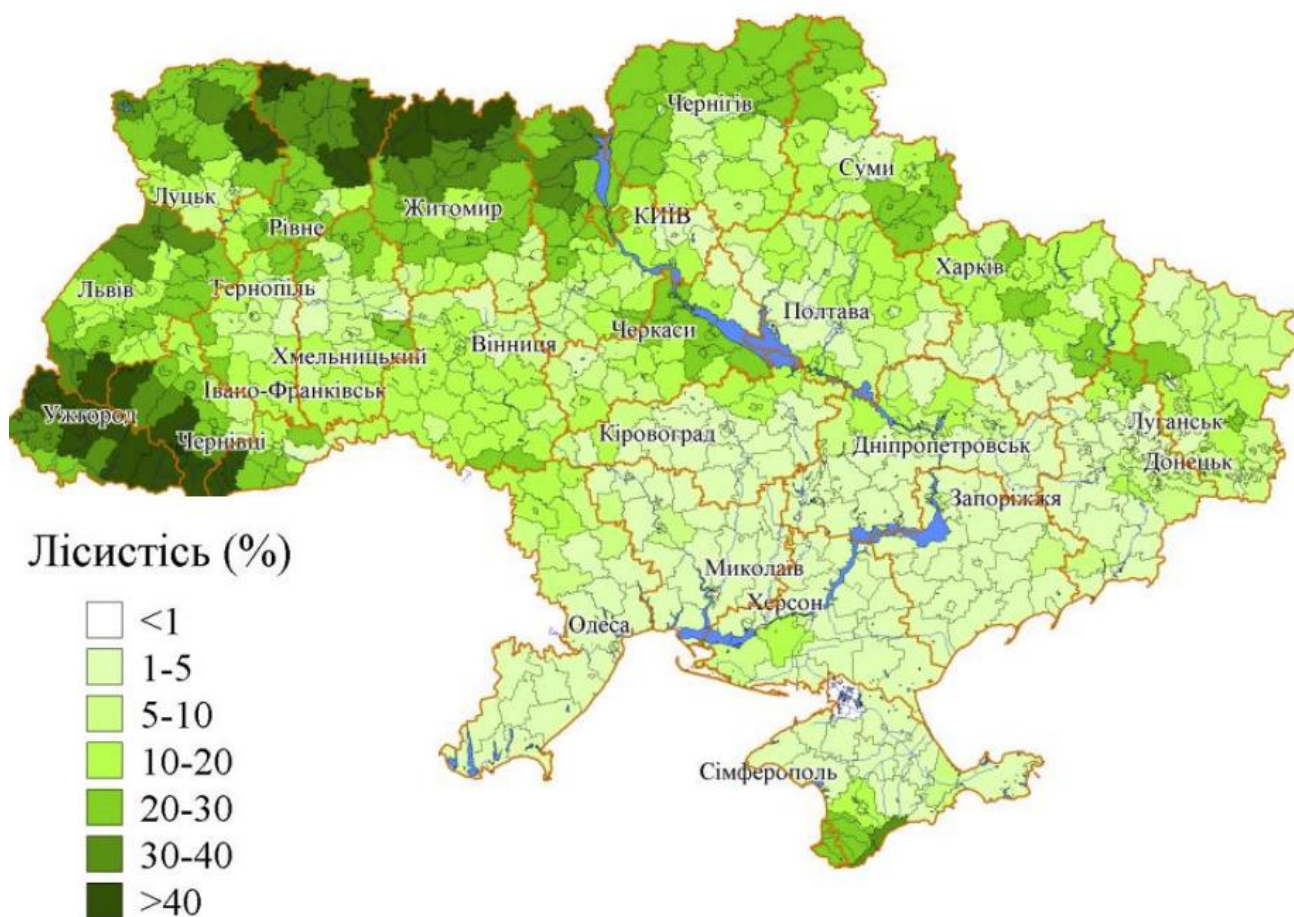 Чернігів
Суми
Луцьк
Рівне
Житомир
КИЇВ
Харків
Львів
Тернопіль
Полтава
Хмельницький
Вінниця
Черкаси
Івано-Франківськ
Ужгород
Чернівці
Кіровоград
Дніпропетровськ
Луганськ
Донецьк
Запоріжжя
Миколаїв
Херсон
Одеса
Сімферополь
Лісистісь (%)
<1
1-5
5-10
10-20
20-30
30-40
>40